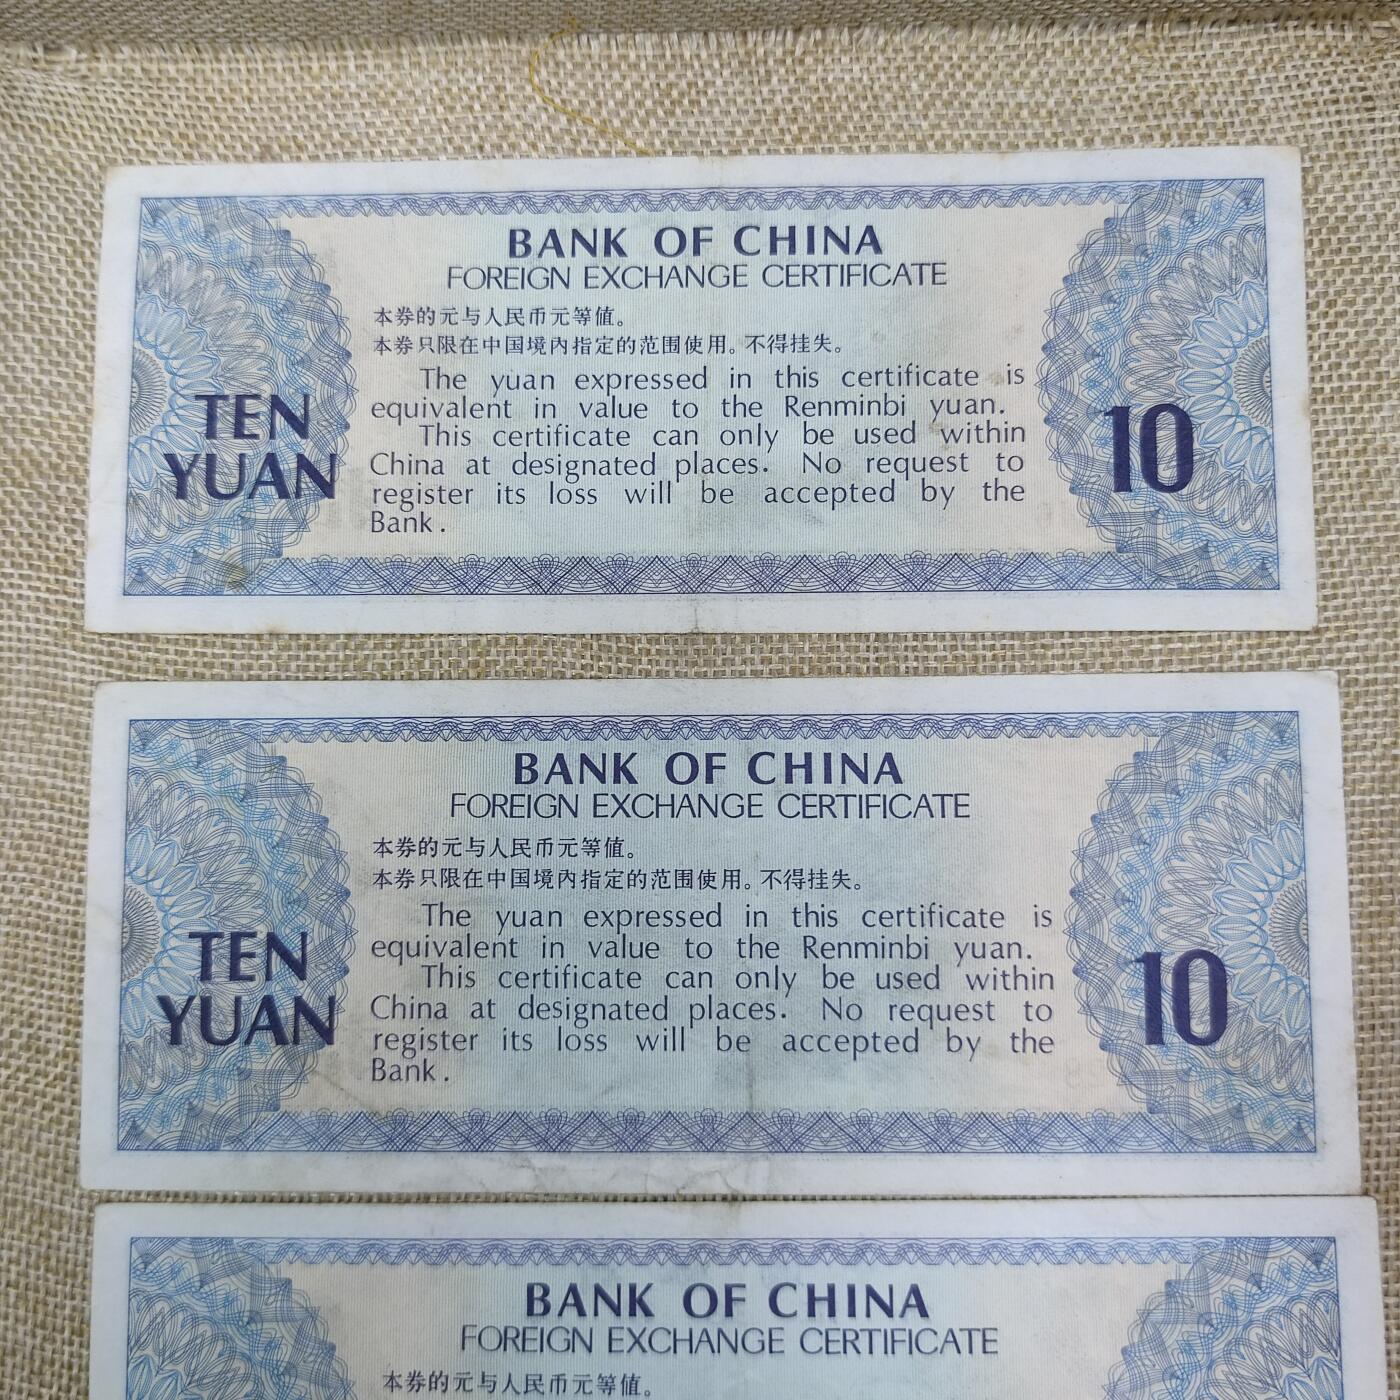 BANK OF CHINA
FOREIGN EXCHANGE CERTIFICATE
本券的元与人民币元等值。
本券只限在中国境内指定的范围使用。不得挂失。
The yuan expressed in this certificate is
equivalent in value to the Renminbi yuan.
This certificate can only be used within
China at designated places. No request to
register its loss will be accepted by the
Bank.
TEN
YUAN
10
BANK OF CHINA
FOREIGN EXCHANGE CERTIFICATE
本券的元与人民币元等值。
本券只限在中国境内指定的范围使用。不得挂失。
The yuan expressed in this certificate is
equivalent in value to the Renminbi yuan.
This certificate can only be used within
China at designated places. No request to
register its loss will be accepted by the
Bank.
TEN
YUAN
10
BANK OF CHINA
FOREIGN EXCHANGE CERTIFICATE
本券的元与人民币元等值。